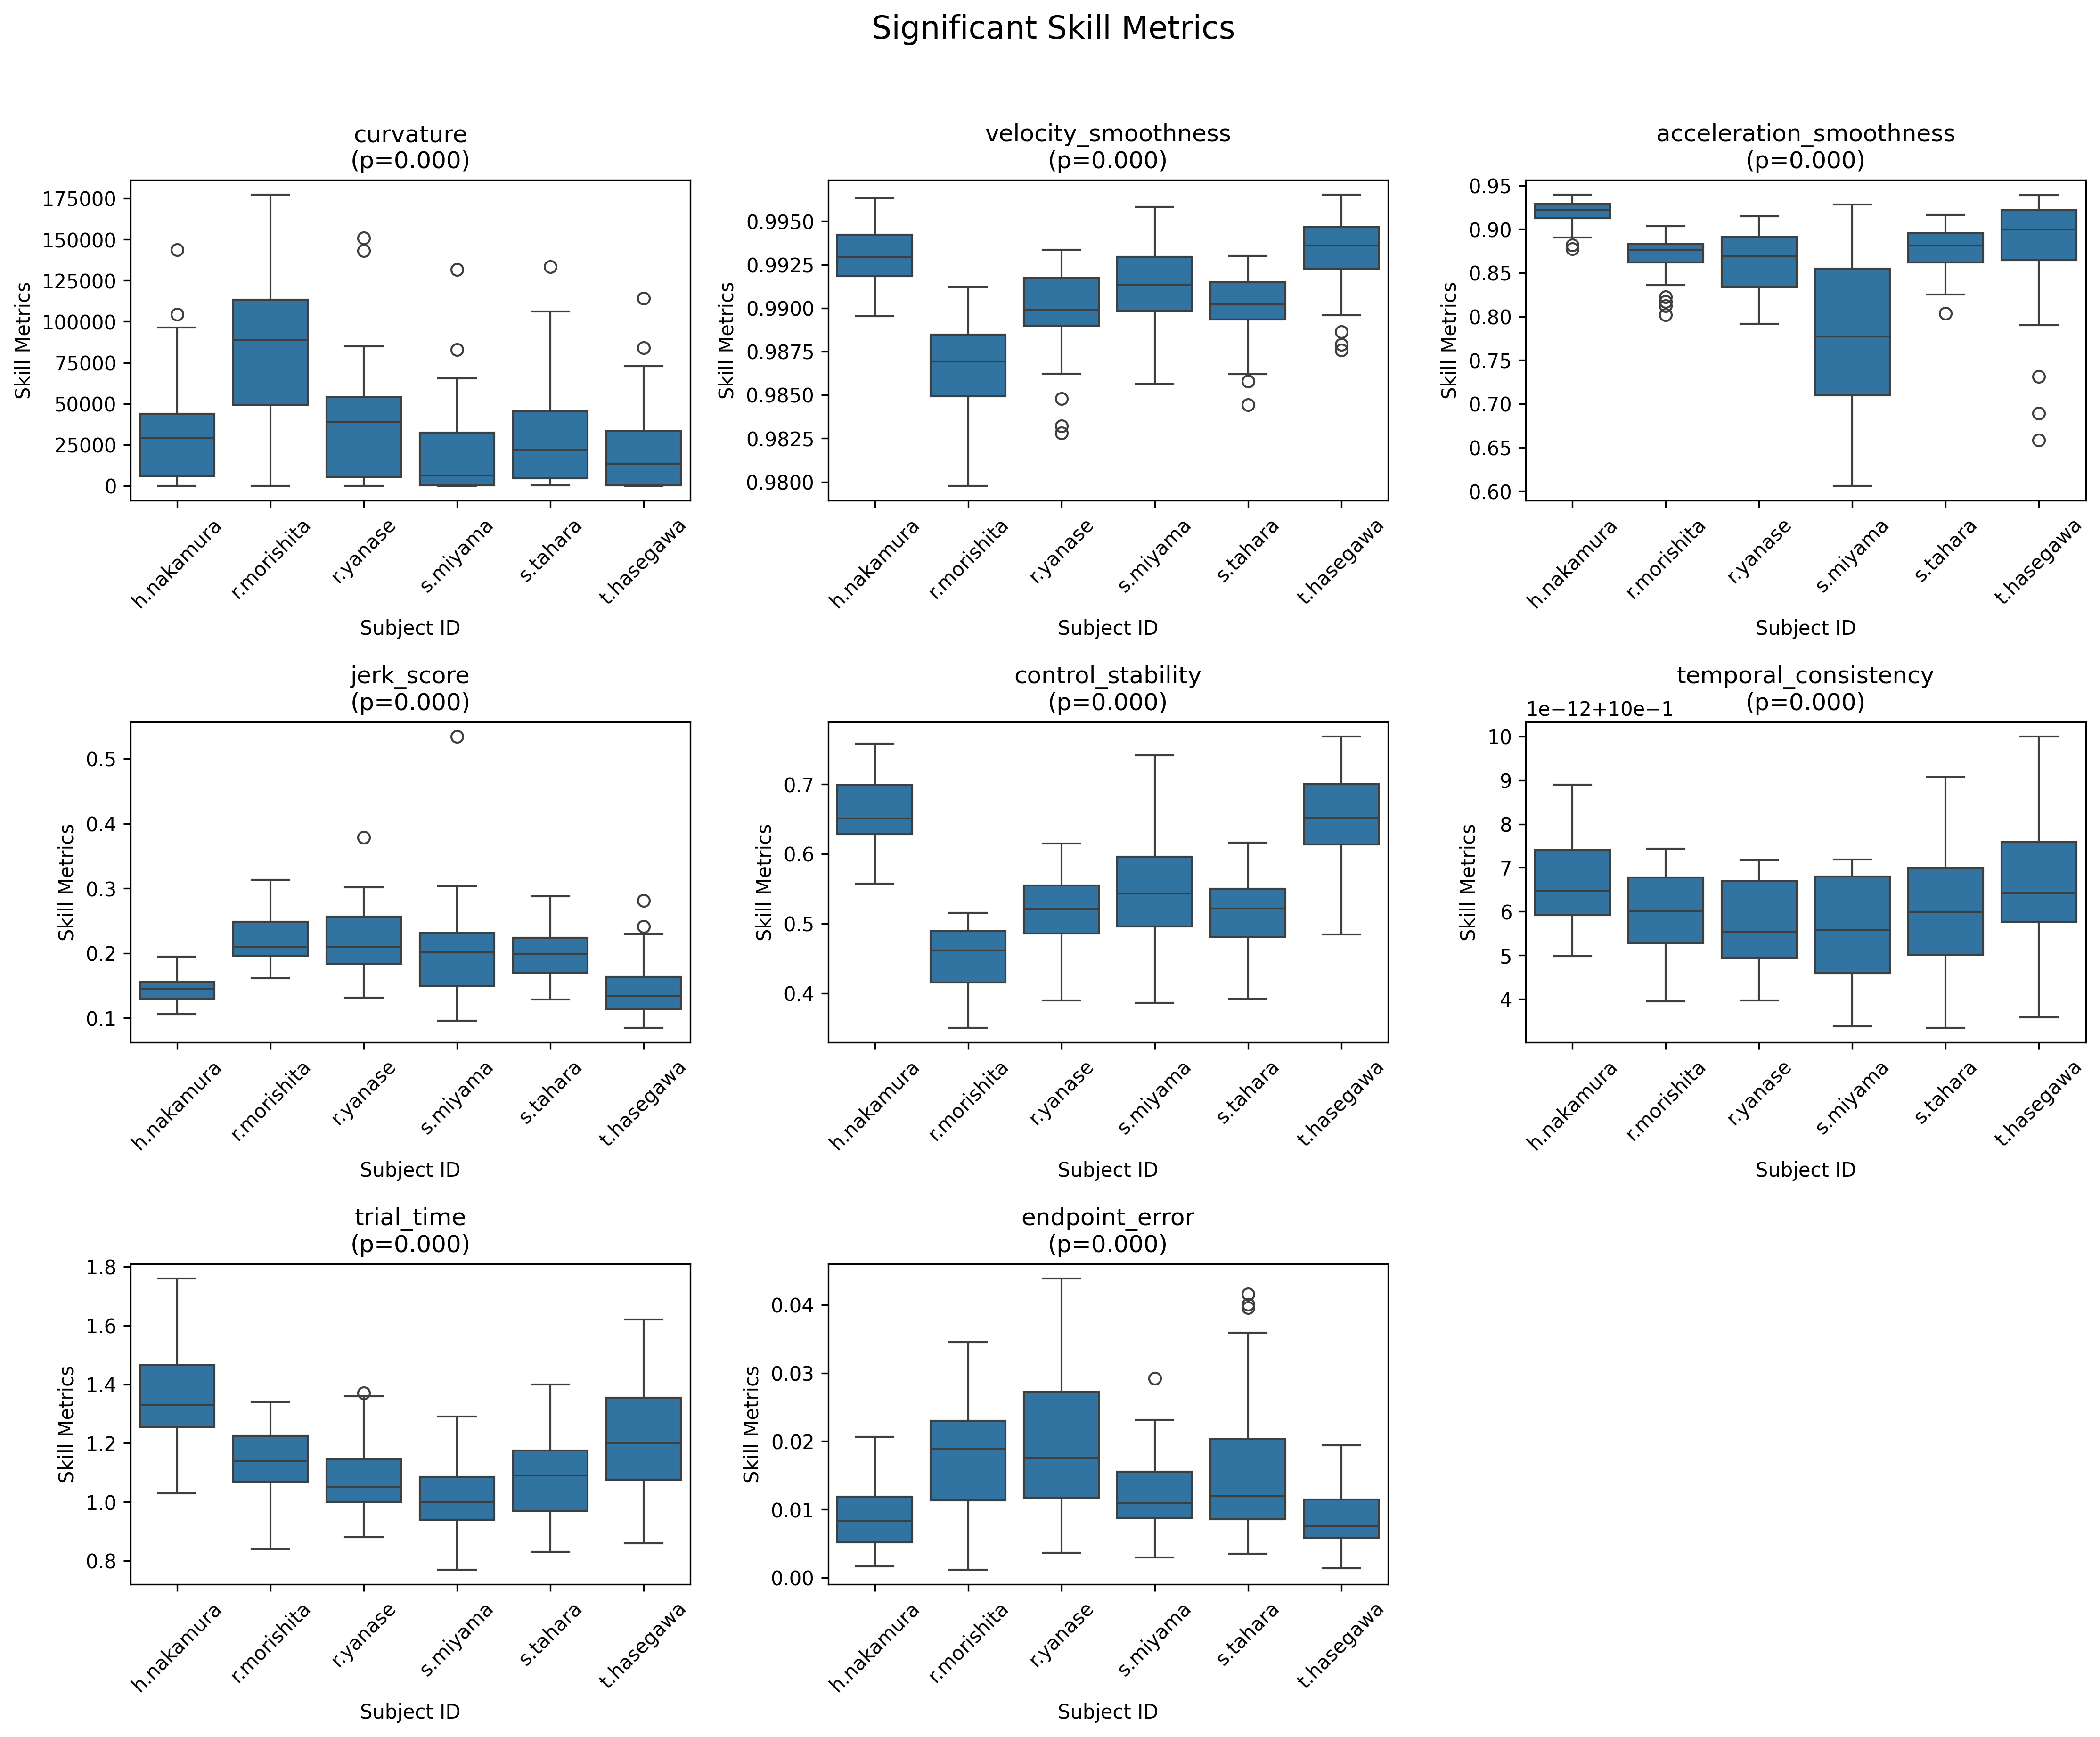 Significant Skill Metrics
curvature
(p=0.000)
175000
150000
125000
100000
75000
50000
25000
0
Skill Metrics
h.nakamura
r.morishita
r.yanase
s.miyama
s.tahara
t.hasegawa
Subject ID
velocity_smoothness
(p=0.000)
0.9950
0.9925
0.9900
0.9875
0.9850
0.9825
0.9800
Skill Metrics
h.nakamura
r.morishita
r.yanase
s.miyama
s.tahara
t.hasegawa
Subject ID
acceleration_smoothness
(p=0.000)
0.95
0.90
0.85
0.80
0.75
0.70
0.65
0.60
Skill Metrics
h.nakamura
r.morishita
r.yanase
s.miyama
s.tahara
t.hasegawa
Subject ID
jerk_score
(p=0.000)
0.5
0.4
0.3
0.2
0.1
Skill Metrics
h.nakamura
r.morishita
r.yanase
s.miyama
s.tahara
t.hasegawa
Subject ID
control_stability
(p=0.000)
0.7
0.6
0.5
0.4
Skill Metrics
h.nakamura
r.morishita
r.yanase
s.miyama
s.tahara
t.hasegawa
Subject ID
temporal_consistency
(p=0.000)
1e−12+10e−1
10
9
8
7
6
5
4
Skill Metrics
h.nakamura
r.morishita
r.yanase
s.miyama
s.tahara
t.hasegawa
Subject ID
trial_time
(p=0.000)
1.8
1.6
1.4
1.2
1.0
0.8
Skill Metrics
h.nakamura
r.morishita
r.yanase
s.miyama
s.tahara
t.hasegawa
Subject ID
endpoint_error
(p=0.000)
0.04
0.03
0.02
0.01
0.00
Skill Metrics
h.nakamura
r.morishita
r.yanase
s.miyama
s.tahara
t.hasegawa
Subject ID